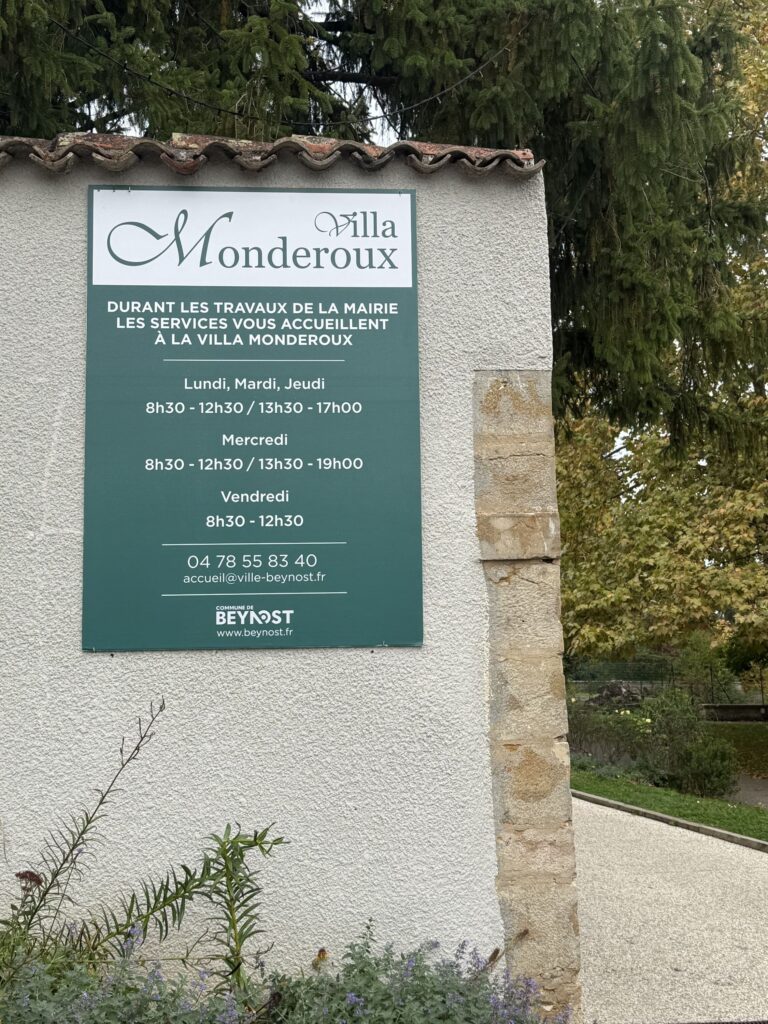 Villa
Monderoux
DURANT LES TRAVAUX DE LA MAIRIE
LES SERVICES VOUS ACCUEILLENT
À LA VILLA MONDEROUX
Lundi, Mardi, Jeudi
8h30 - 12h30 / 13h30 - 17h00
Mercredi
8h30 - 12h30 / 13h30 - 19h00
Vendredi
8h30 - 12h30
04 78 55 83 40
accueil@ville-beynost.fr
COMMUNE DE
BEYNOST
www.beynost.fr